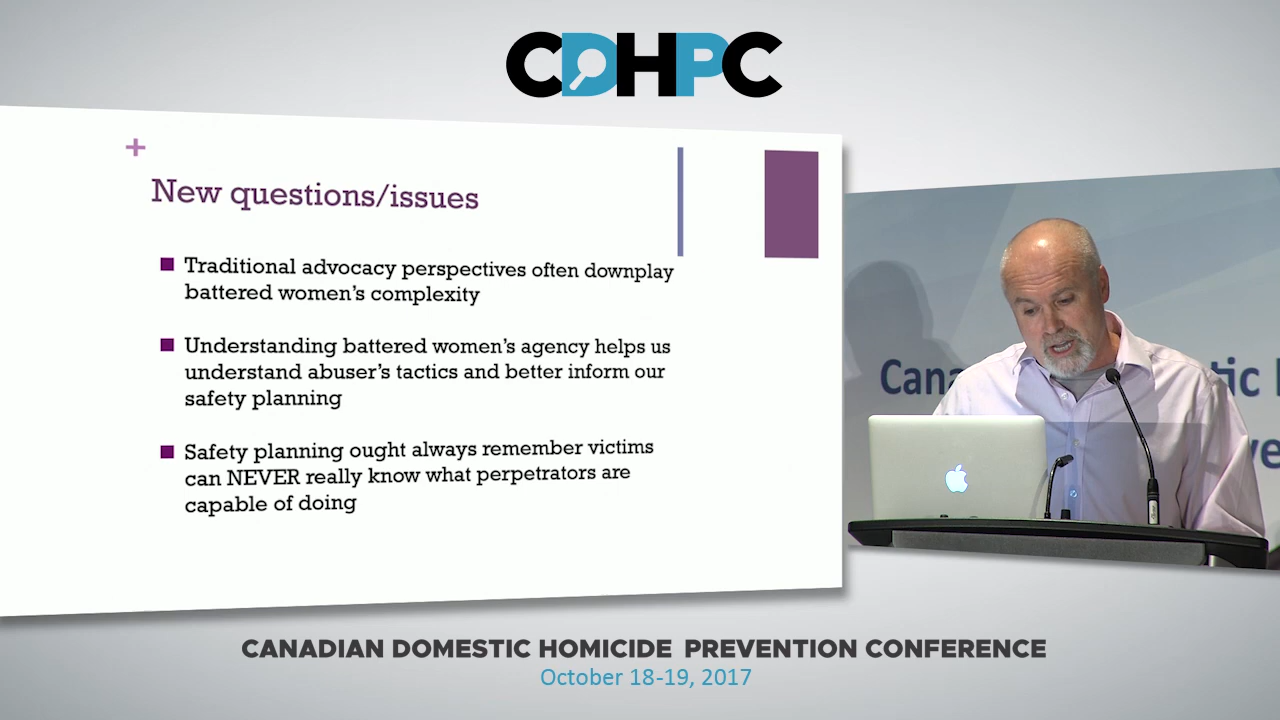 CDHPC
+
New questions/issues
Traditional advocacy perspectives often downplay
battered women's complexity
Understanding battered women's agency helps us
understand abuser's tactics and better inform our
safety planning
Safety planning ought always remember victims
can NEVER really know what perpetrators are
capable of doing
Cana
tic
CANADIAN DOMESTIC HOMICIDE PREVENTION CONFERENCE
October 18-19, 2017